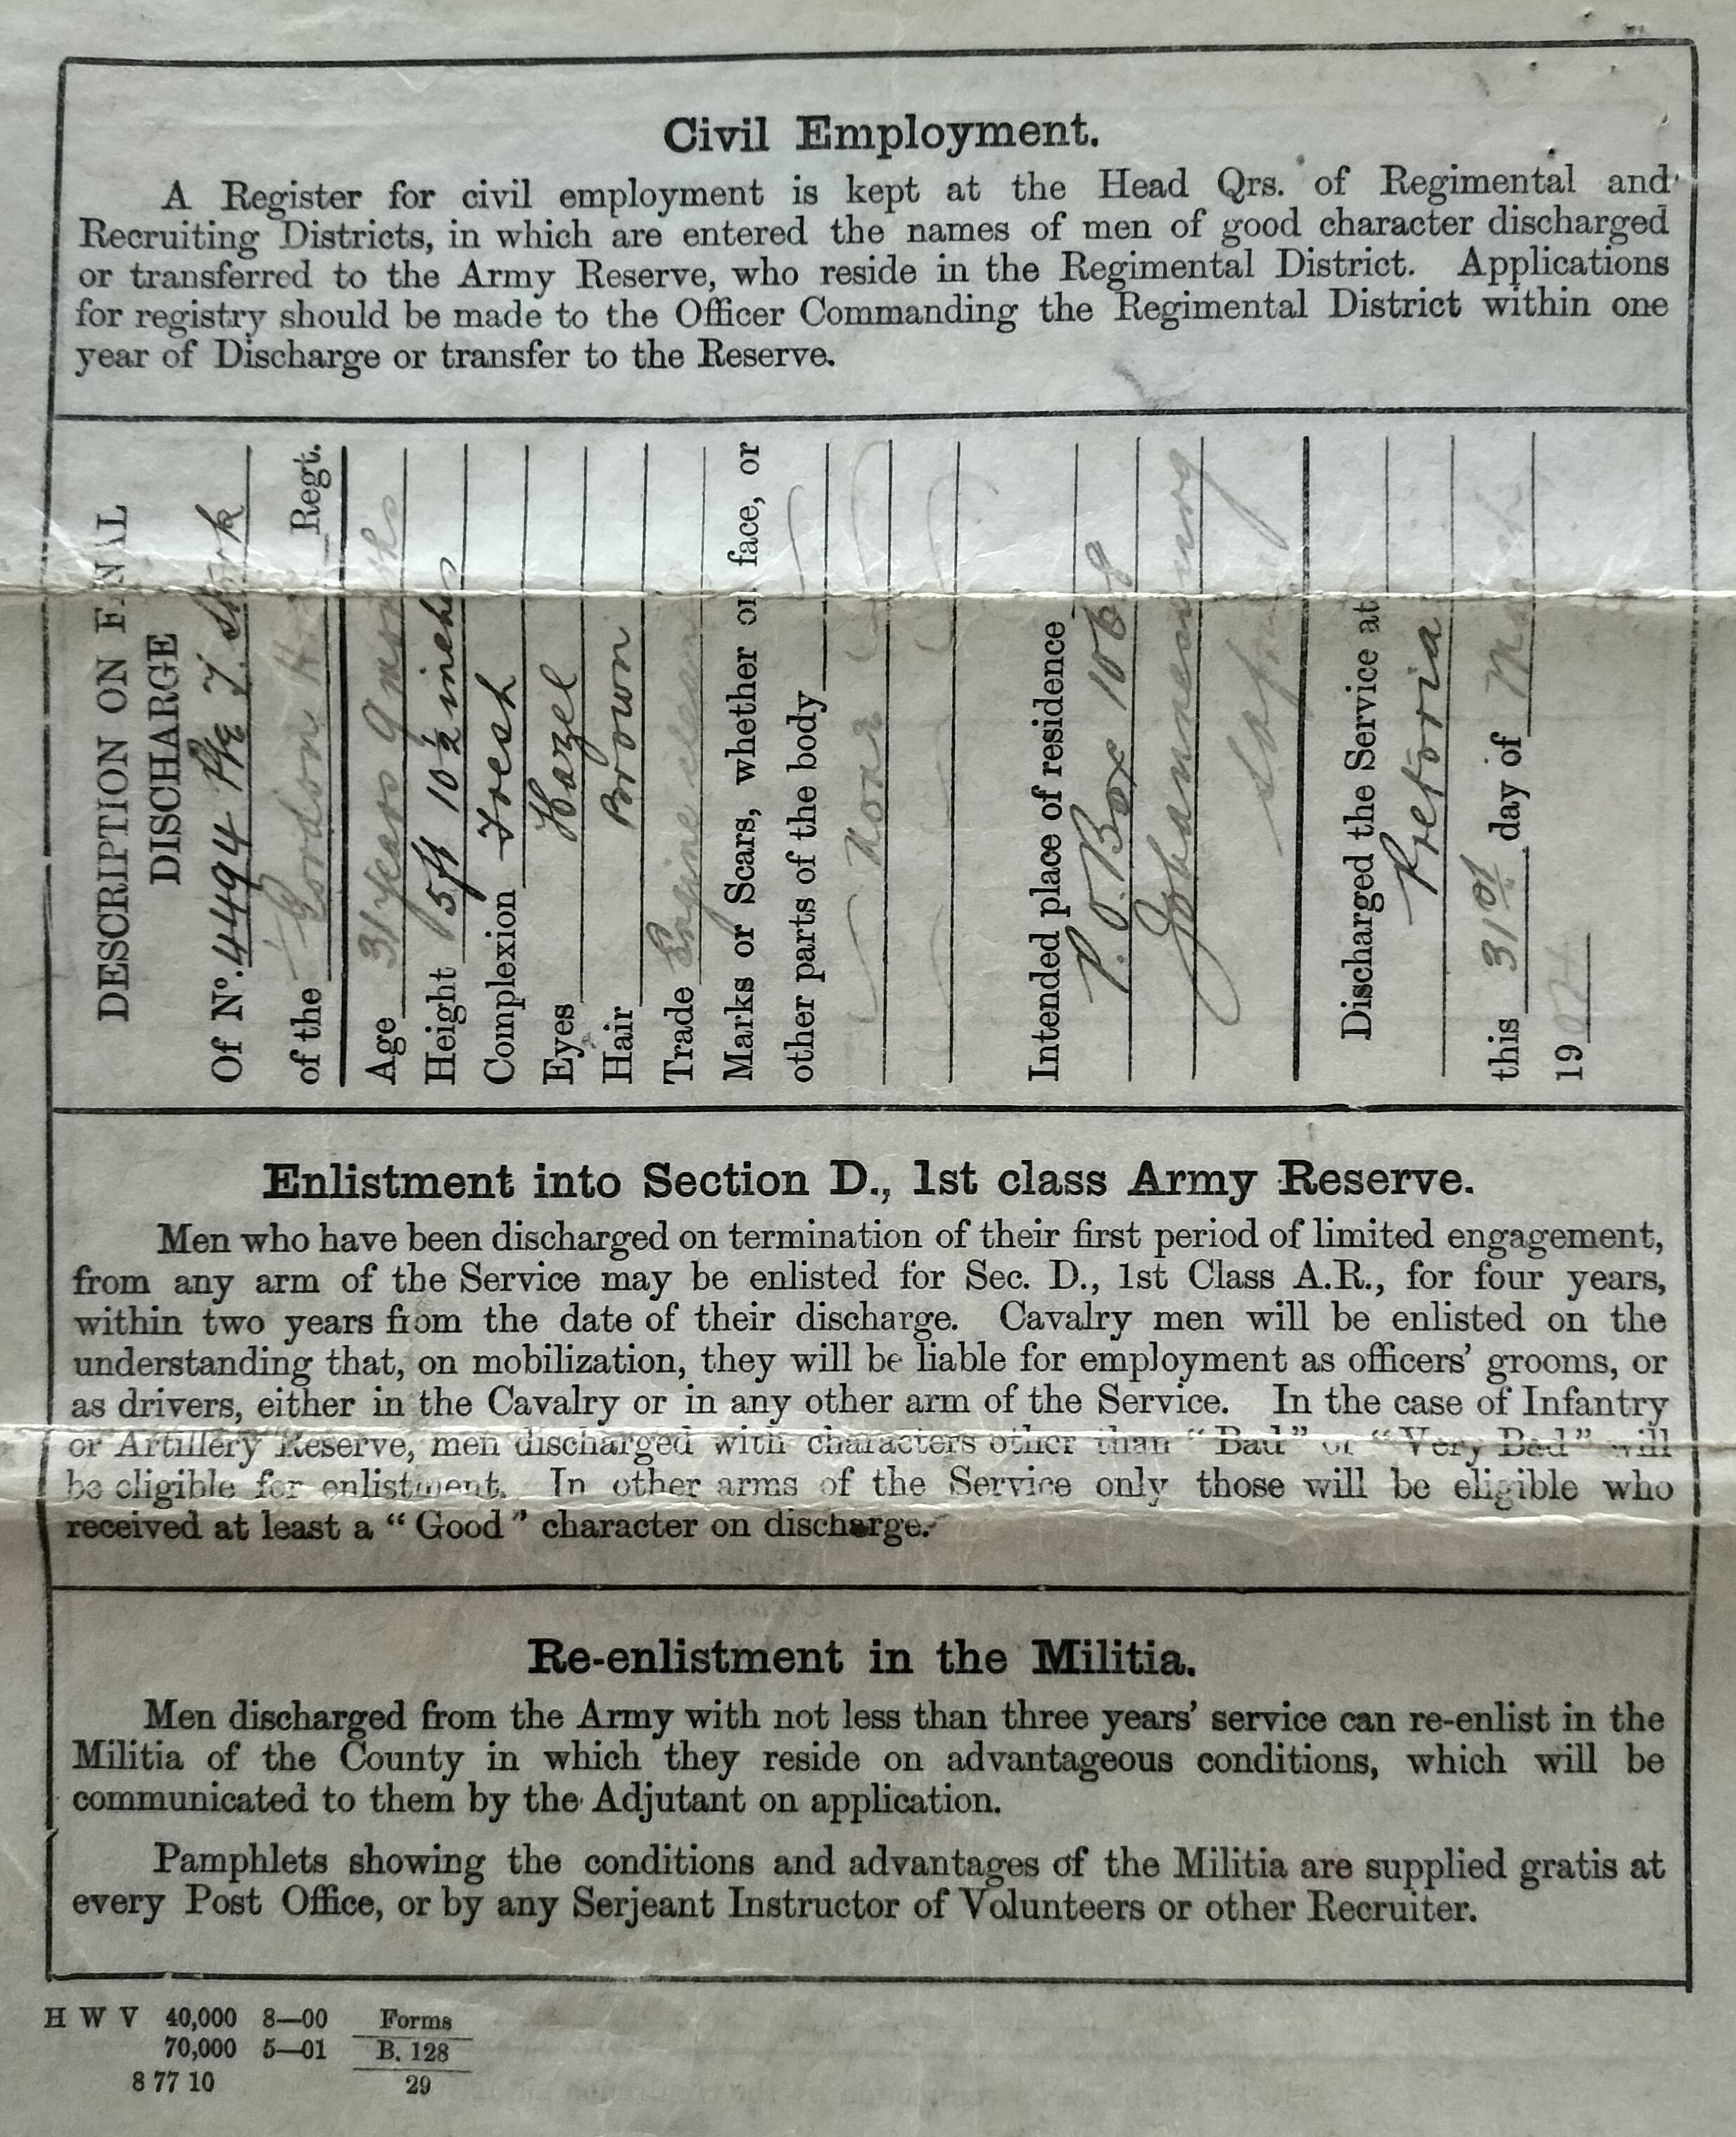 Civil Employment.
A Register for civil employment is kept at the Head Qrs. of Regimental and
Recruiting Districts, in which are entered the names of men of good character discharged
or transferred to the Army Reserve, who reside in the Regimental District. Applications
for registry should be made to the Officer Commanding the Regimental District within one
year of Discharge or transfer to the Reserve.
DESCRIPTION ON FINAL
DISCHARGE
Of No. 4494 Pte J.
of the Gordon Regt.
Age 31 years 9 months
Height 5ft 10½ inches
Complexion Fresh
Eyes Hazel
Hair Brown
Trade Engine cleaner
Marks or Scars, whether on face, or
other parts of the body
Intended place of residence
P.O. Box 1068
Johannesburg
Discharged the Service at
Pretoria
this 31st day of March
19
Enlistment into Section D., 1st class Army Reserve.
Men who have been discharged on termination of their first period of limited engagement,
from any arm of the Service may be enlisted for Sec. D., 1st Class A.R., for four years,
within two years from the date of their discharge. Cavalry men will be enlisted on the
understanding that, on mobilization, they will be liable for employment as officers' grooms, or
as drivers, either in the Cavalry or in any other arm of the Service. In the case of Infantry
or Artillery Reserve, men discharged with characters other than "Bad" or "Very Bad" will
be eligible for enlistment. In other arms of the Service only those will be eligible who
received at least a "Good" character on discharge.
Re-enlistment in the Militia.
Men discharged from the Army with not less than three years' service can re-enlist in the
Militia of the County in which they reside on advantageous conditions, which will be
communicated to them by the Adjutant on application.
Pamphlets showing the conditions and advantages of the Militia are supplied gratis at
every Post Office, or by any Serjeant Instructor of Volunteers or other Recruiter.
H W V 40,000 8—00 Forms
70,000 5—01 B. 128
8 77 10 29